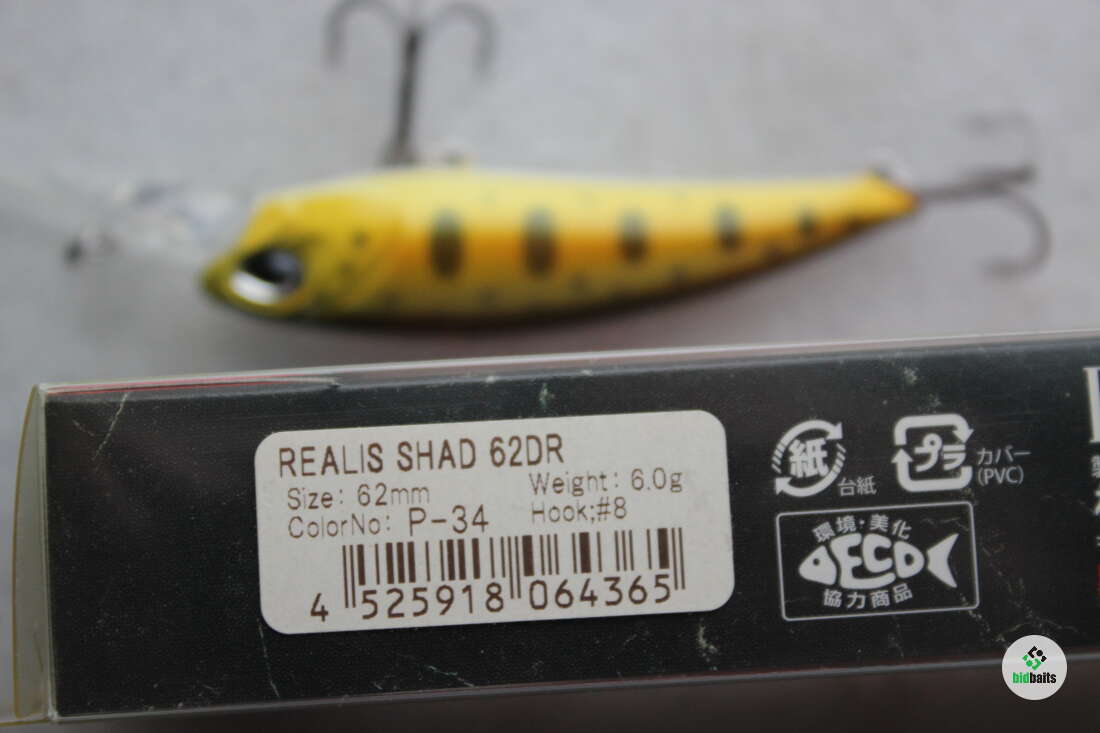 REALIS SHAD 62DR
Size: 62mm
Weight: 6.0g
ColorNo: P-34
Hook;#8
4 525918 064365
紙
台紙
プラ
カバー
(PVC)
環境・美化
ECO
協力商品
bidbaits